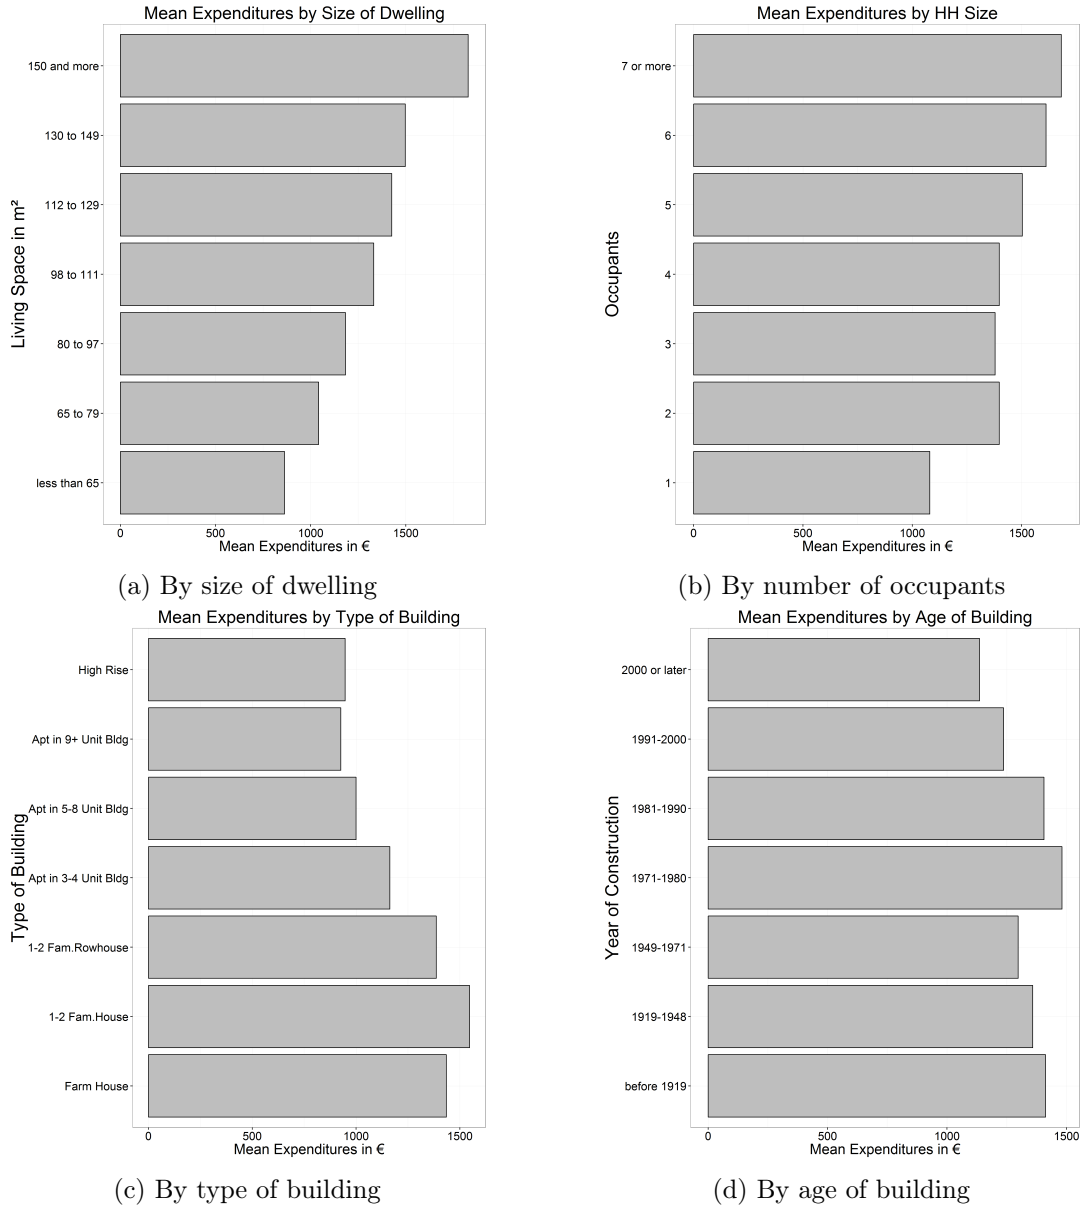 Mean Expenditures by Size of Dwelling
150 and more
130 to 149
112 to 129
98 to 111
80 to 97
65 to 79
less than 65
Living Space in m²
0 500 1000 1500
Mean Expenditures in €
(a) By size of dwelling
Mean Expenditures by HH Size
7 or more
6
5
4
3
2
1
Occupants
0 500 1000 1500
Mean Expenditures in €
(b) By number of occupants
Mean Expenditures by Type of Building
High Rise
Apt in 9+ Unit Bldg
Apt in 5-8 Unit Bldg
Apt in 3-4 Unit Bldg
1-2 Fam.Rowhouse
1-2 Fam.House
Farm House
Type of Building
0 500 1000 1500
Mean Expenditures in €
(c) By type of building
Mean Expenditures by Age of Building
2000 or later
1991-2000
1981-1990
1971-1980
1949-1971
1919-1948
before 1919
Year of Construction
0 500 1000 1500
Mean Expenditures in €
(d) By age of building